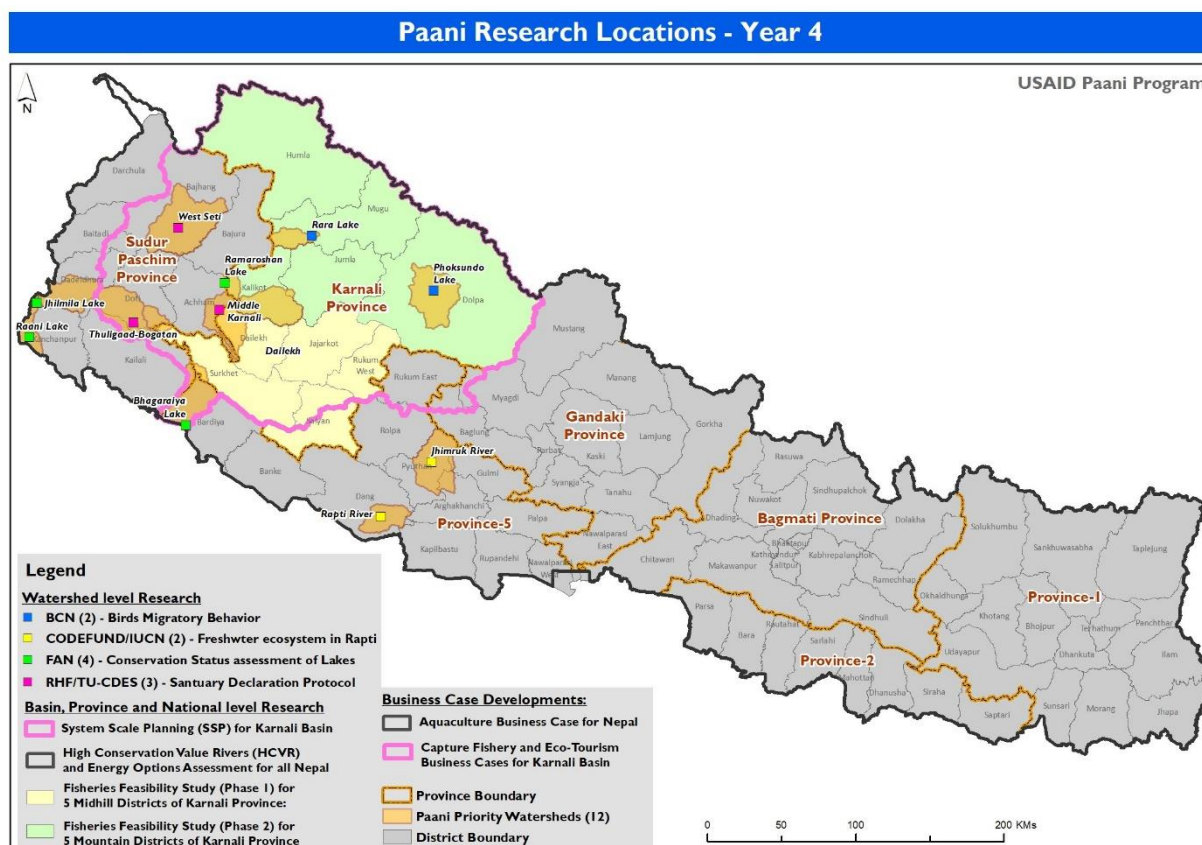 Paani Research Locations - Year 4
USAID Paani Program
N
Humla
Darchula
Bajhang
Mugu
West Seti
Rara Lake
Baitadi
Bajura
Sudur
Paschim
Province
Ramaroshan
Lake
Jumla
Phoksundo
Lake
Kalikot
Karnali
Province
Dolpa
Dadeldhura
Jhilmila Lake
Doti
Achham
Middle
Karnali
Mustang
Raani Lake
Kanchanpur
Thuligaad-Bogatan
Dailekh
Dailekh
Jajarkot
Rukum
West
Manang
Kailali
Surkhet
Rukum East
Myagdi
Bhagaraiya
Lake
Gandaki
Province
Gorkha
Bardiya
Salyan
Rolpa
Baglung
Lamjung
Parbat
Kaski
Jhimruk River
Rasuwa
Banke
Pyuthan
Gulmi
Syangja
Nuwakot
Sindhupalchok
Dang
Arghakhanchi
Tanahu
Dhading
Bagmati Province
Dolakha
Solukhumbu
Rapti River
Province-5
Palpa
Nawalparasi
East
Bhaktapur
Kathmandu
Lalitpur
Kabhrepalanchok
Sankhuwasabha
Taplejung
Kapilbastu
Rupandehi
Nawalparasi
West
Chitawan
Makawanpur
Ramechhap
Okhaldhunga
Province-1
Khotang
Bhojpur
Terhathum
Panchthar
Parsa
Bara
Rautahat
Sarlahi
Sindhuli
Udayapur
Dhankuta
Ilam
Province-2
Mahottari
Dhanusha
Siraha
Saptari
Sunsari
Morang
Jhapa
Legend
Watershed level Research
BCN (2) - Birds Migratory Behavior
CODEFUND/IUCN (2) - Freshwter ecosystem in Rapti
FAN (4) - Conservation Status assessment of Lakes
RHF/TU-CDES (3) - Santuary Declaration Protocol
Basin, Province and National level Research
System Scale Planning (SSP) for Karnali Basin
High Conservation Value Rivers (HCVR)
and Energy Options Assessment for all Nepal
Fisheries Feasibility Study (Phase 1) for
5 Midhill Districts of Karnali Province:
Fisheries Feasibility Study (Phase 2) for
5 Mountain Districts of Karnali Province
Business Case Developments:
Aquaculture Business Case for Nepal
Capture Fishery and Eco-Tourism
Business Cases for Karnali Basin
Province Boundary
Paani Priority Watersheds (12)
District Boundary
0 50 100 200 KMs